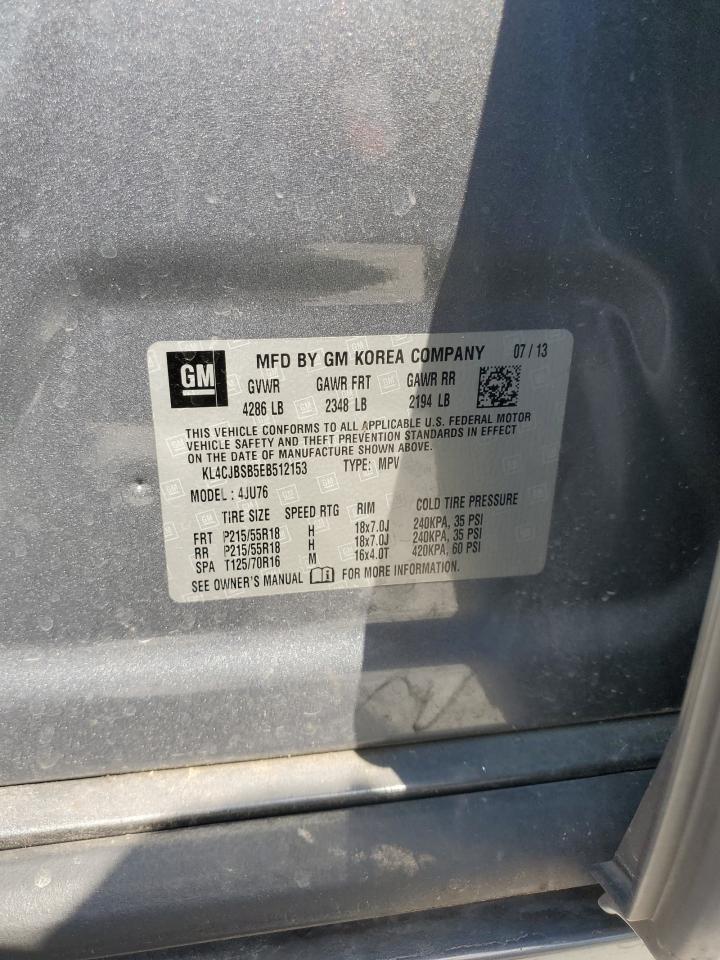 GM MFD BY GM KOREA COMPANY 07 / 13
GVWR GAWR FRT GAWR RR
4286 LB 2348 LB 2194 LB
THIS VEHICLE CONFORMS TO ALL APPLICABLE U.S. FEDERAL MOTOR
VEHICLE SAFETY AND THEFT PREVENTION STANDARDS IN EFFECT
ON THE DATE OF MANUFACTURE SHOWN ABOVE.
KL4CJBSB5EB512153 TYPE: MPV
MODEL : 4JU76
TIRE SIZE SPEED RTG RIM COLD TIRE PRESSURE
FRT P215/55R18 H 18x7.0J 240KPA, 35 PSI
RR P215/55R18 H 18x7.0J 240KPA, 35 PSI
SPA T125/70R16 M 16x4.0T 420KPA, 60 PSI
SEE OWNER'S MANUAL FOR MORE INFORMATION.